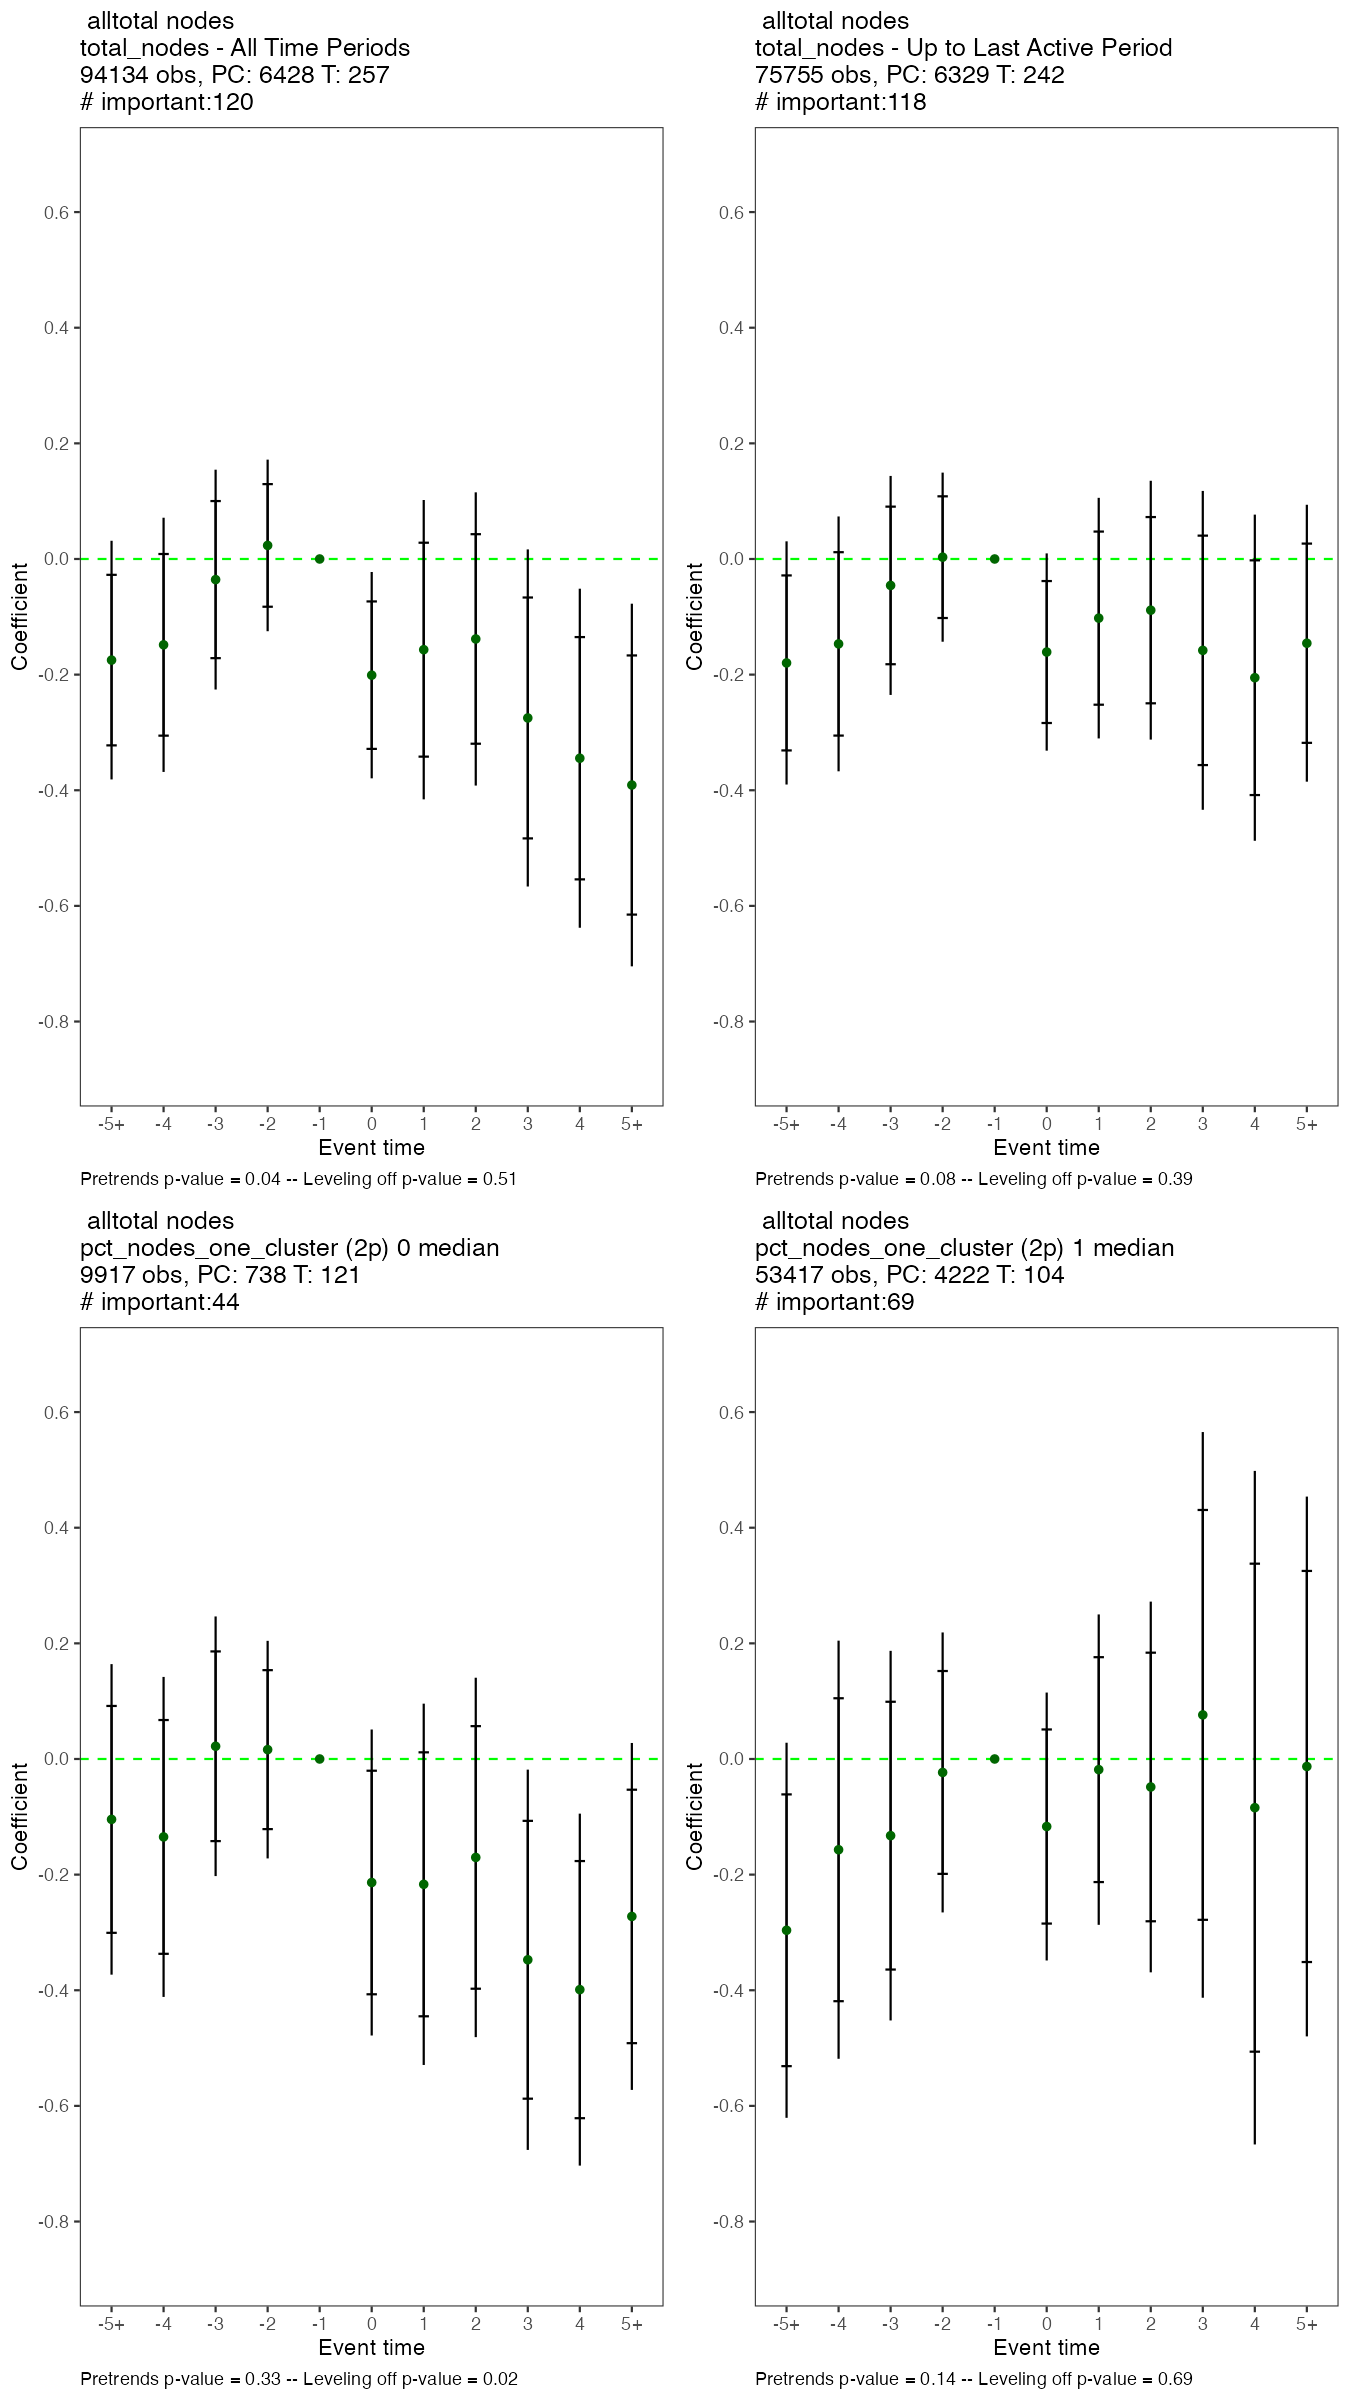 alltotal nodes
total_nodes - All Time Periods
94134 obs, PC: 6428 T: 257
# important:120
0.6
0.4
0.2
0.0
-0.2
-0.4
-0.6
-0.8
Coefficient
-5+ -4 -3 -2 -1 0 1 2 3 4 5+
Event time
Pretrends p-value = 0.04 -- Leveling off p-value = 0.51
alltotal nodes
total_nodes - Up to Last Active Period
75755 obs, PC: 6329 T: 242
# important:118
0.6
0.4
0.2
0.0
-0.2
-0.4
-0.6
-0.8
Coefficient
-5+ -4 -3 -2 -1 0 1 2 3 4 5+
Event time
Pretrends p-value = 0.08 -- Leveling off p-value = 0.39
alltotal nodes
pct_nodes_one_cluster (2p) 0 median
9917 obs, PC: 738 T: 121
# important:44
0.6
0.4
0.2
0.0
-0.2
-0.4
-0.6
-0.8
Coefficient
-5+ -4 -3 -2 -1 0 1 2 3 4 5+
Event time
Pretrends p-value = 0.33 -- Leveling off p-value = 0.02
alltotal nodes
pct_nodes_one_cluster (2p) 1 median
53417 obs, PC: 4222 T: 104
# important:69
0.6
0.4
0.2
0.0
-0.2
-0.4
-0.6
-0.8
Coefficient
-5+ -4 -3 -2 -1 0 1 2 3 4 5+
Event time
Pretrends p-value = 0.14 -- Leveling off p-value = 0.69